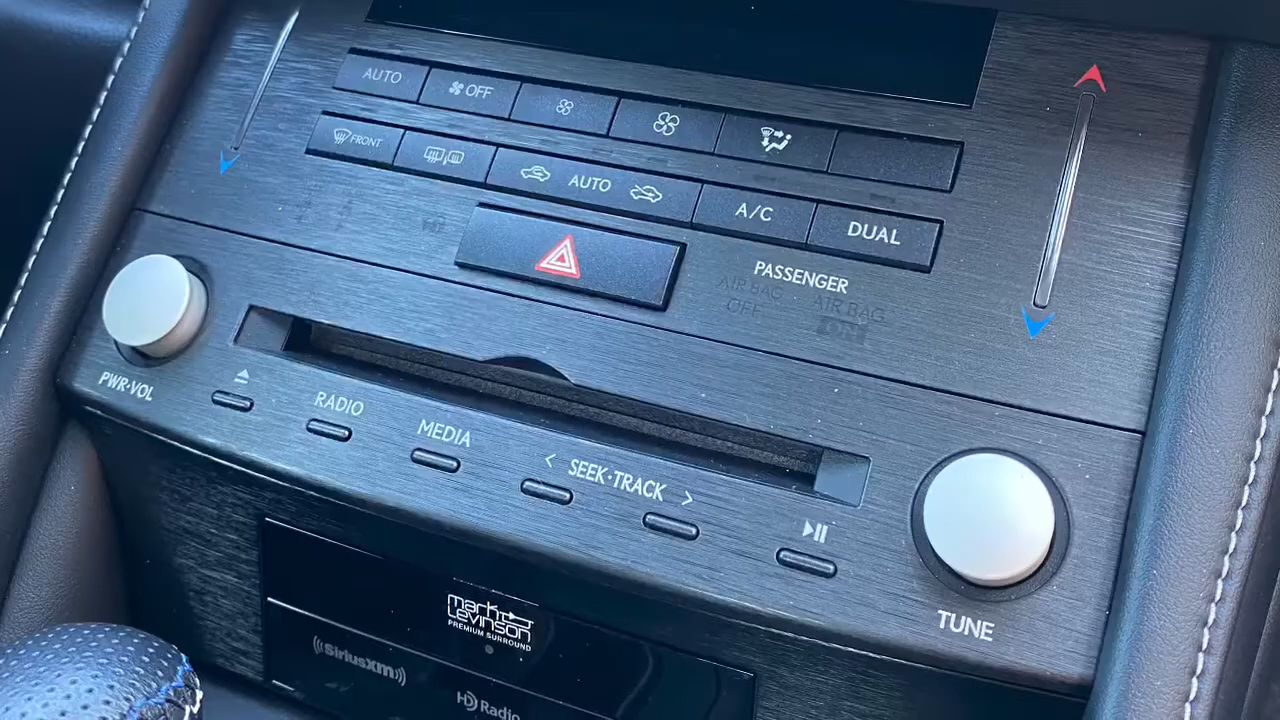 AUTO
OFF
FRONT
AUTO
A/C
DUAL
PASSENGER
AIR BAG
OFF
AIR BAG
ON
PWR·VOL
RADIO
MEDIA
< SEEK·TRACK >
TUNE
mark
Levinson
PREMIUM SURROUND
SiriusXM
HD Radio